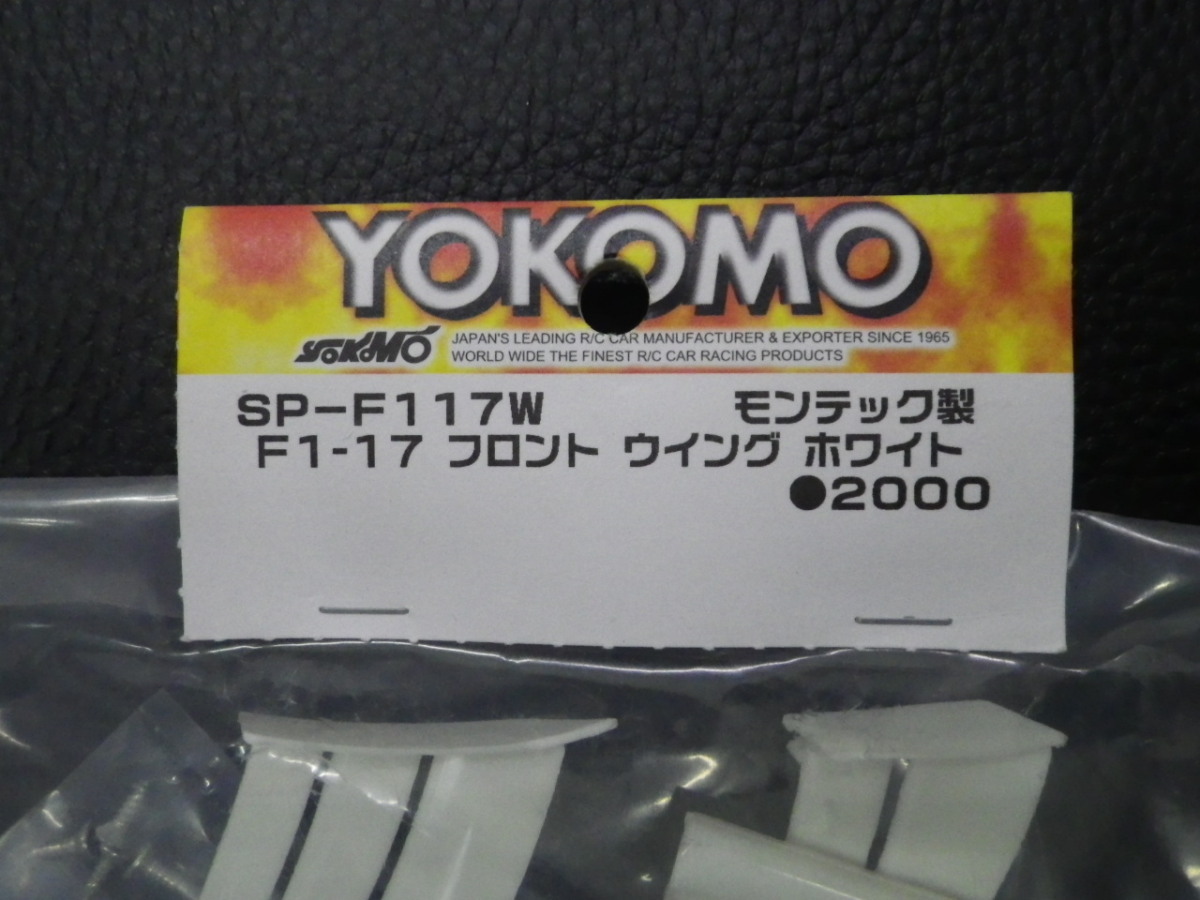 YOKOMO
YOKOMO JAPAN'S LEADING R/C CAR MANUFACTURER & EXPORTER SINCE 1965
WORLD WIDE THE FINEST R/C CAR RACING PRODUCTS
SP-F117W モンテック製
F1-17 フロント ウイング ホワイト
●2000